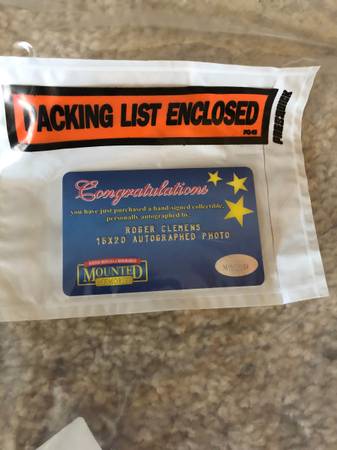 PACKING LIST ENCLOSED
Congratulations
you have just purchased a hand-signed collectible,
personally autographed by:
ROGER CLEMENS
16X20 AUTOGRAPHED PHOTO
MOUNTED
MEMORIES